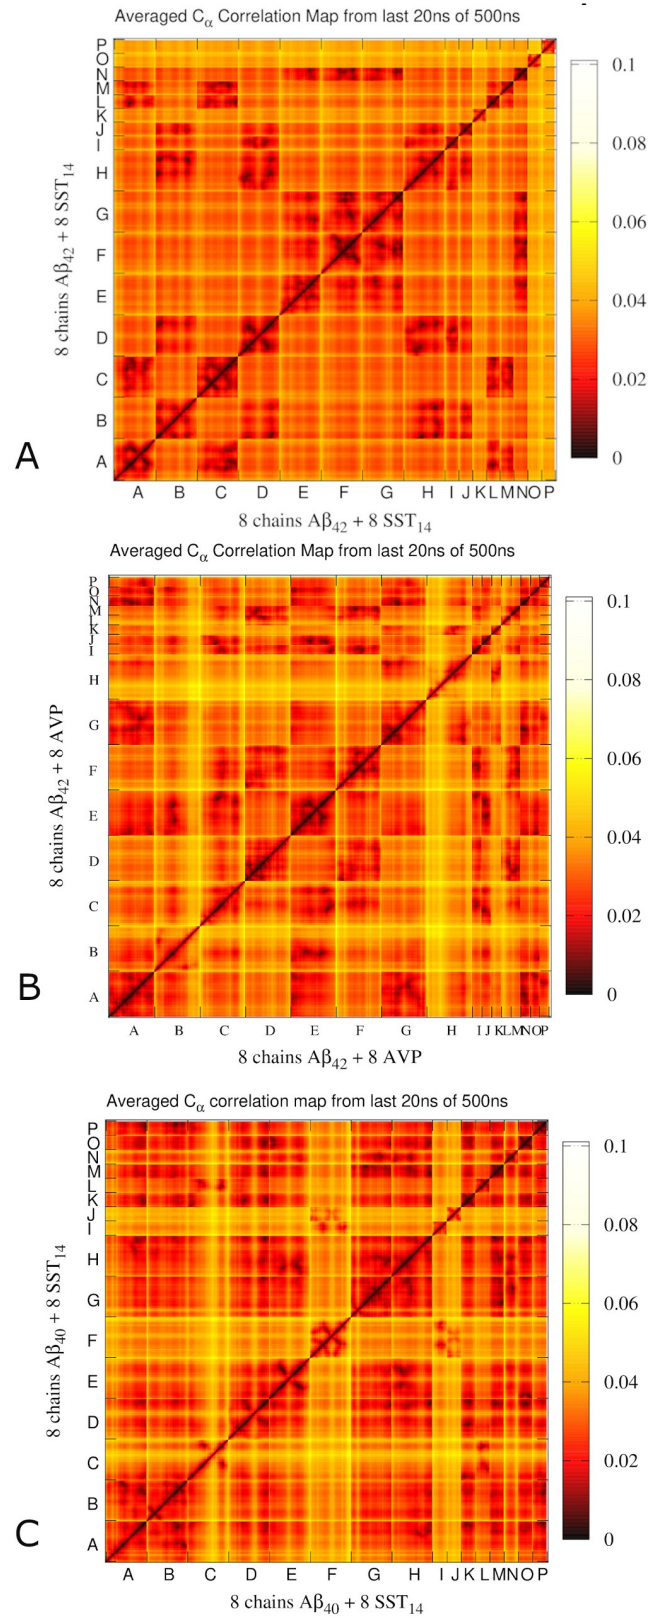 Averaged Cα Correlation Map from last 20ns of 500ns
P
O
N
M
L
K
J
I
H
G
F
E
D
C
B
A
8 chains Aβ42 + 8 SST14
0.1
0.08
0.06
0.04
0.02
0
A
A B C D E F G H I J K L M N O P
8 chains Aβ42 + 8 SST14
Averaged Cα Correlation Map from last 20ns of 500ns
P
O
N
M
K
J
I
H
G
F
E
D
C
B
A
8 chains Aβ42 + 8 AVP
0.1
0.08
0.06
0.04
0.02
0
B
A B C D E F G H I J K L M N O P
8 chains Aβ42 + 8 AVP
Averaged Cα correlation map from last 20ns of 500ns
P
O
N
M
L
K
J
I
H
G
F
E
D
C
B
A
8 chains Aβ40 + 8 SST14
0.1
0.08
0.06
0.04
0.02
0
C
A B C D E F G H I J K L M N O P
8 chains Aβ40 + 8 SST14